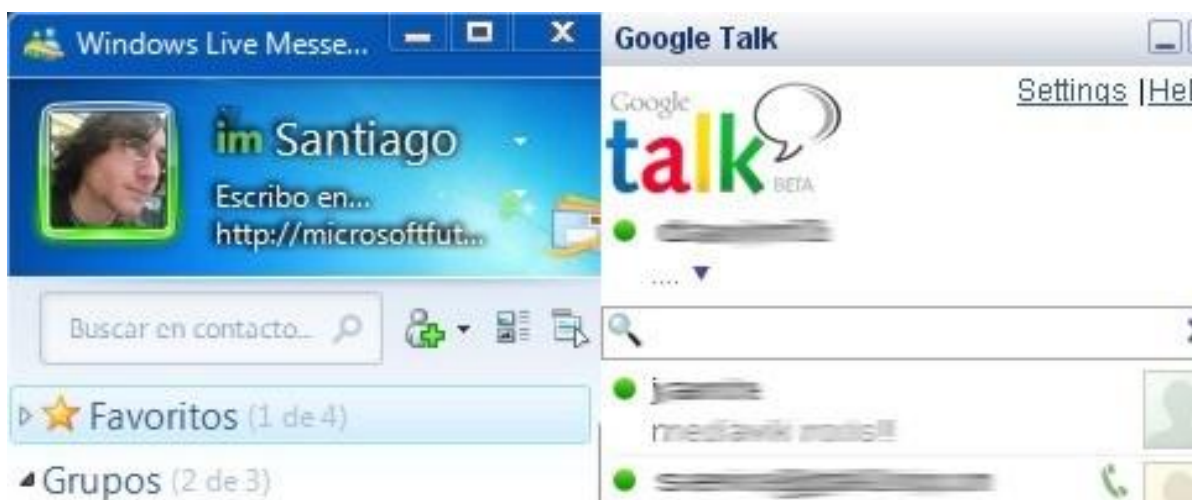 Windows Live Messe...
im Santiago
Escribo en...
http://microsoftfut...
Buscar en contacto...
Favoritos (1 de 4)
Grupos (2 de 3)
Google Talk
Settings |Hel
Google
talk
BETA
....